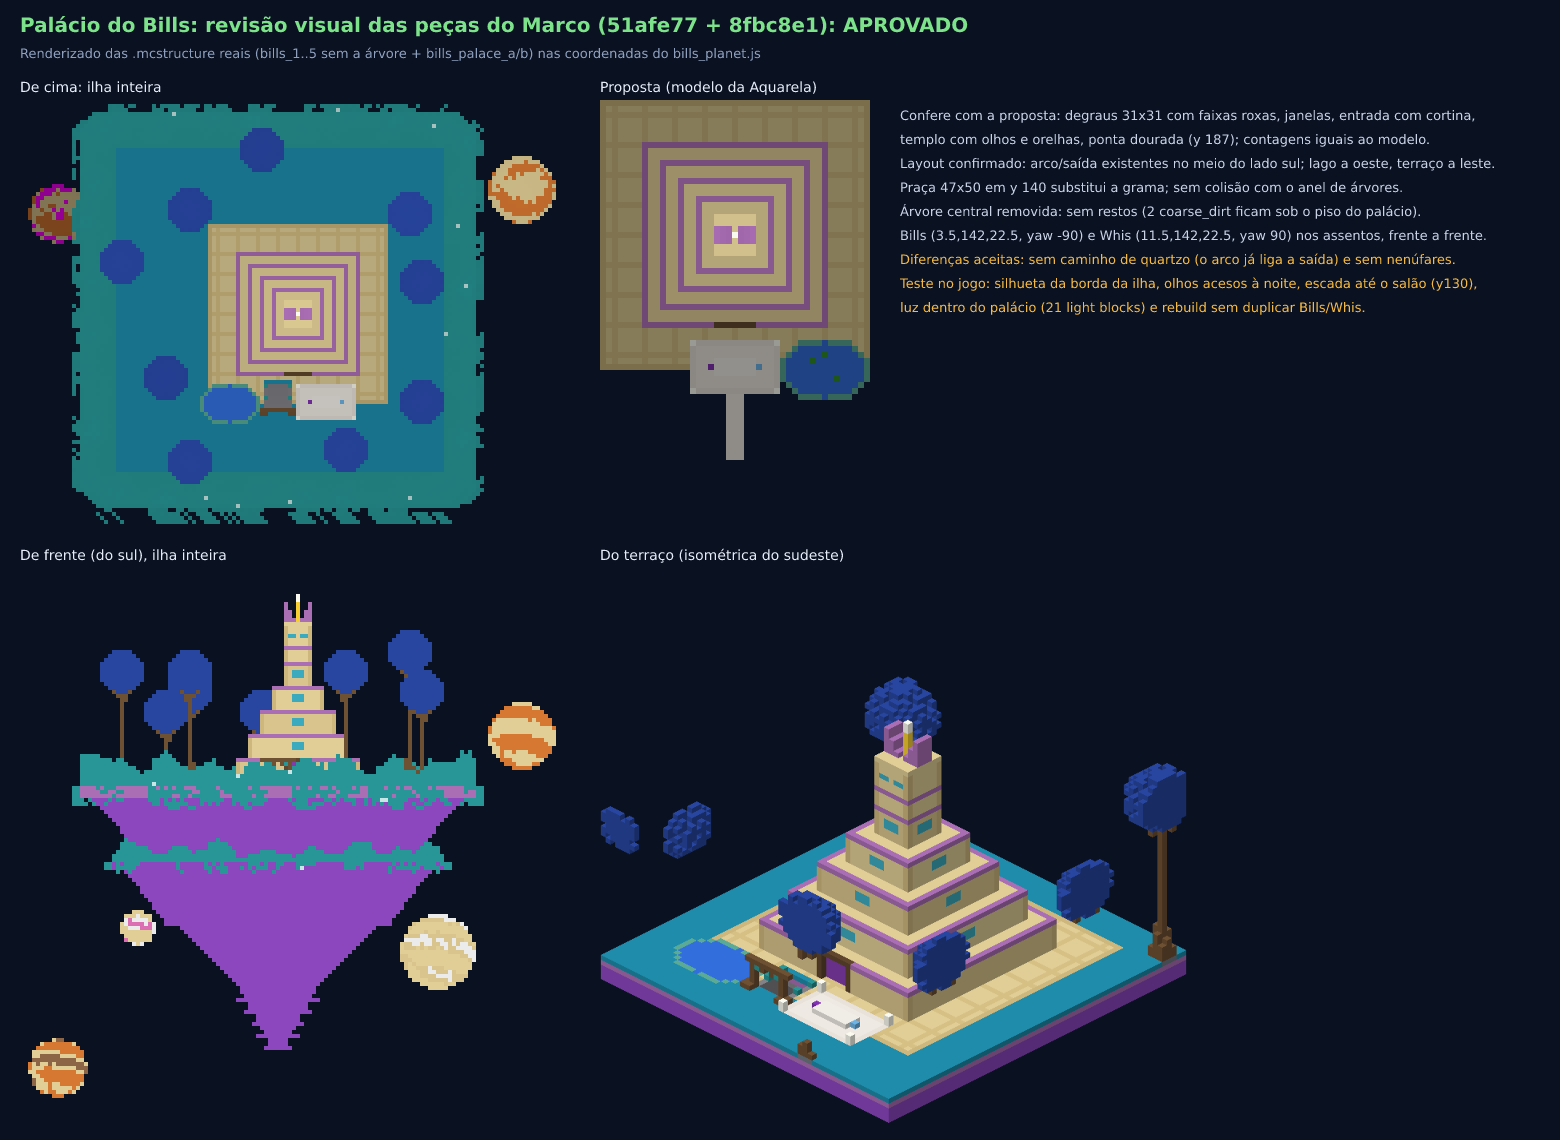 Palácio do Bills: revisão visual das peças do Marco (51afe77 + 8fbc8e1): APROVADO
Renderizado das .mcstructure reais (bills_1..5 sem a árvore + bills_palace_a/b) nas coordenadas do bills_planet.js
De cima: ilha inteira
Proposta (modelo da Aquarela)
Confere com a proposta: degraus 31x31 com faixas roxas, janelas, entrada com cortina,
templo com olhos e orelhas, ponta dourada (y 187); contagens iguais ao modelo.
Layout confirmado: arco/saída existentes no meio do lado sul; lago a oeste, terraço a leste.
Praça 47x50 em y 140 substitui a grama; sem colisão com o anel de árvores.
Árvore central removida: sem restos (2 coarse_dirt ficam sob o piso do palácio).
Bills (3.5,142,22.5, yaw -90) e Whis (11.5,142,22.5, yaw 90) nos assentos, frente a frente.
Diferenças aceitas: sem caminho de quartzo (o arco já liga a saída) e sem nenúfares.
Teste no jogo: silhueta da borda da ilha, olhos acesos à noite, escada até o salão (y130),
luz dentro do palácio (21 light blocks) e rebuild sem duplicar Bills/Whis.
De frente (do sul), ilha inteira
Do terraço (isométrica do sudeste)